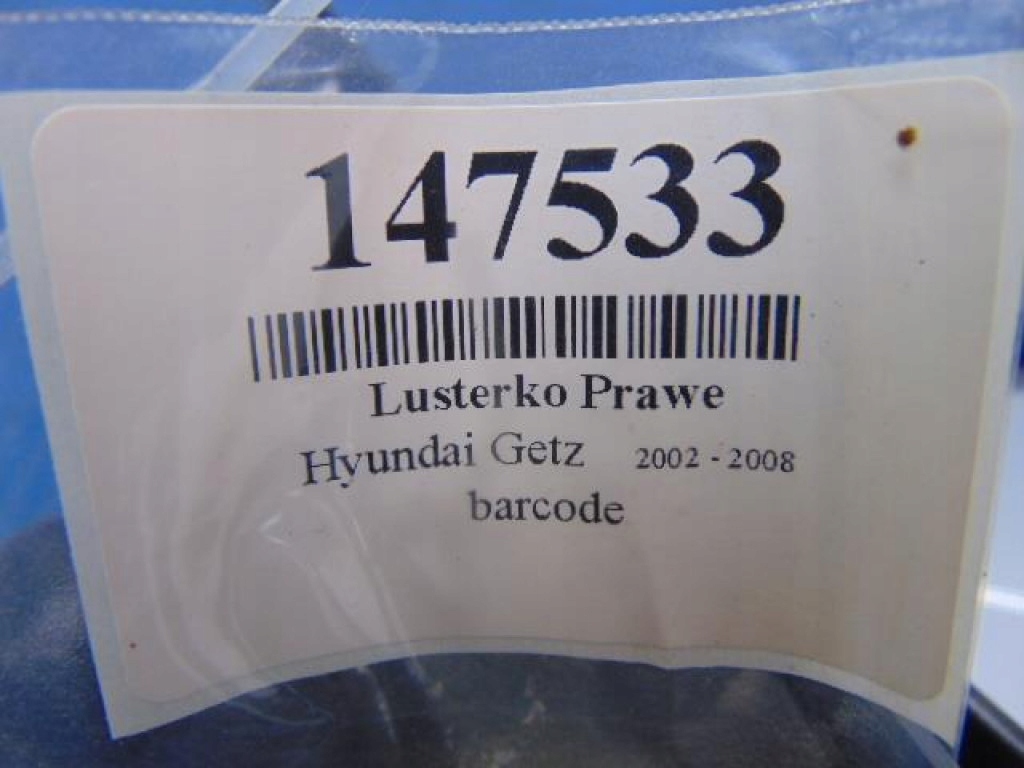 147533
Lusterko Prawe
Hyundai Getz 2002 - 2008
barcode